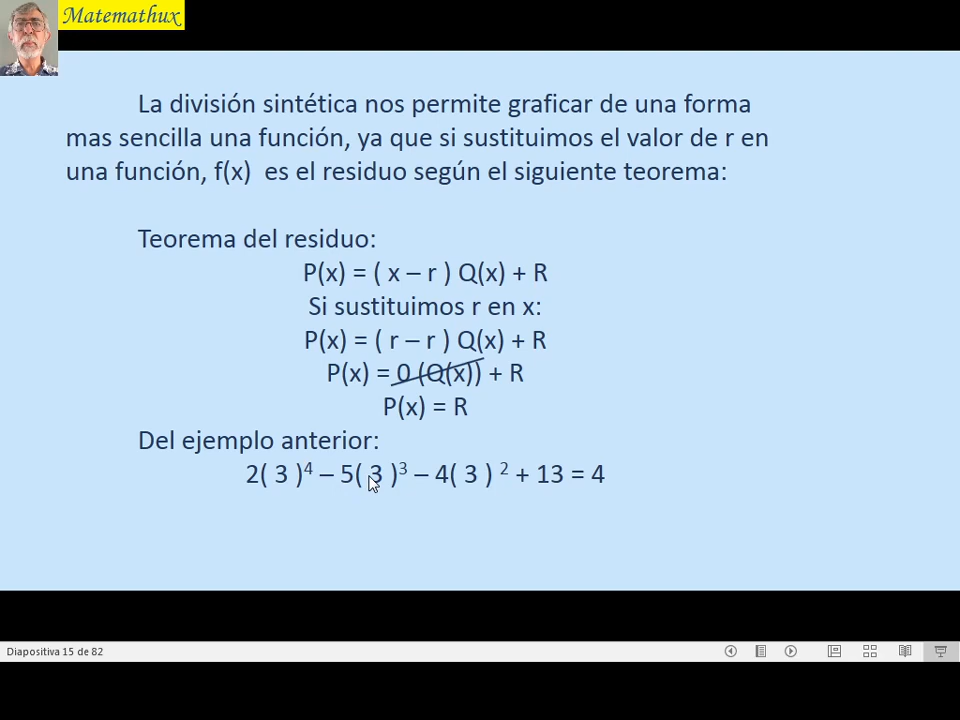 Matemathux
La división sintética nos permite graficar de una forma
mas sencilla una función, ya que si sustituimos el valor de r en
una función, f(x) es el residuo según el siguiente teorema:
Teorema del residuo:
P(x) = ( x – r ) Q(x) + R
Si sustituimos r en x:
P(x) = ( r – r ) Q(x) + R
P(x) = 0 (Q(x)) + R
P(x) = R
Del ejemplo anterior:
2( 3 )⁴ – 5( 3 )³ – 4( 3 ) ² + 13 = 4
Diapositiva 15 de 82